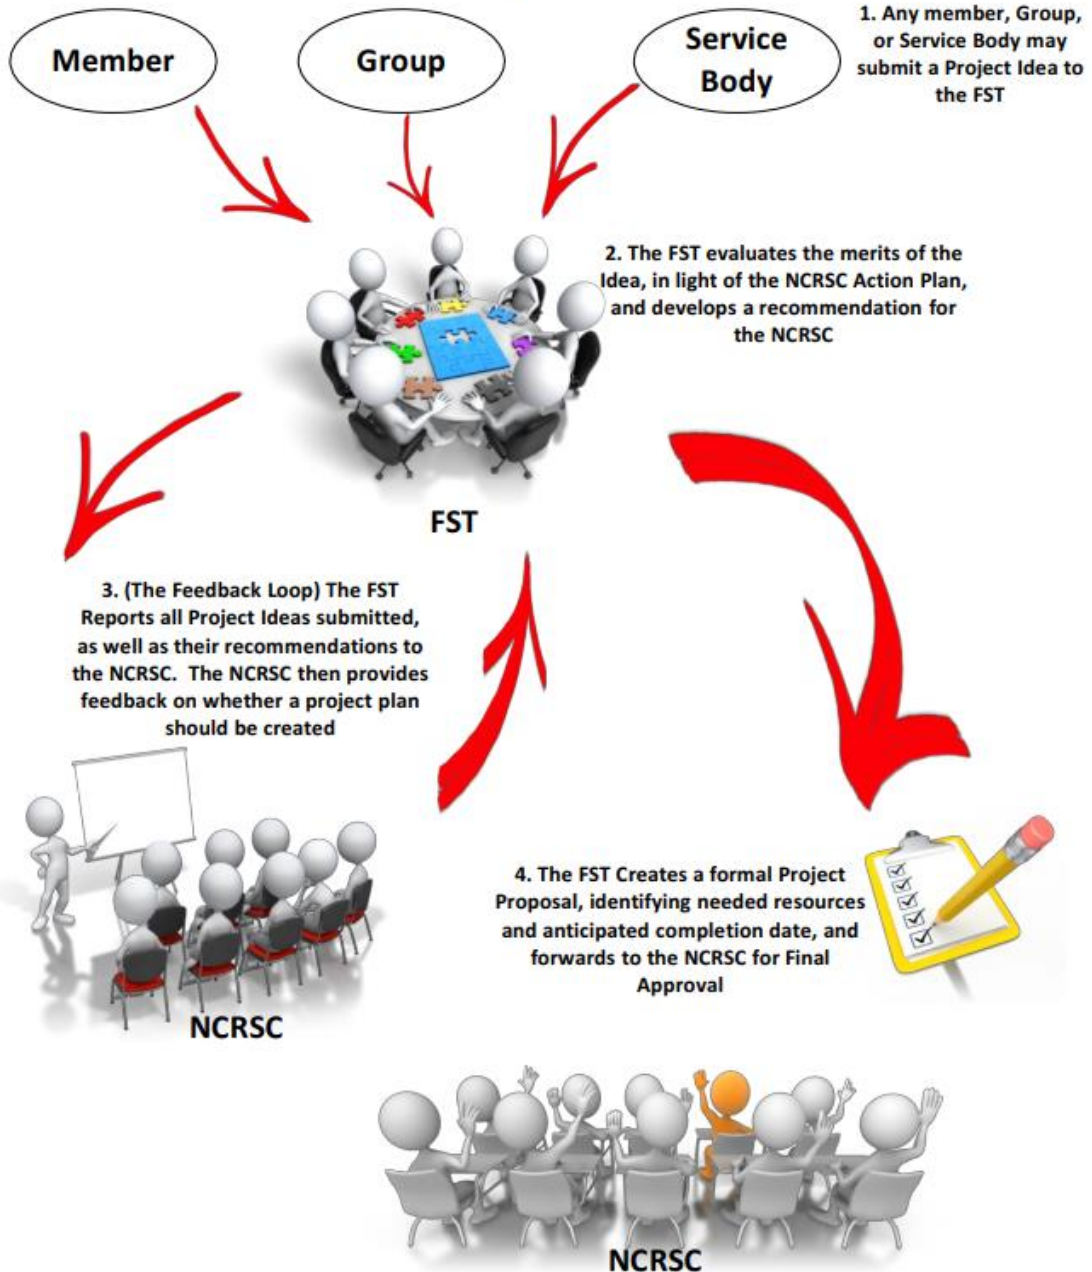 Member
Group
Service
Body
1. Any member, Group,
or Service Body may
submit a Project Idea to
the FST
2. The FST evaluates the merits of the
Idea, in light of the NCRSC Action Plan,
and develops a recommendation for
the NCRSC
FST
3. (The Feedback Loop) The FST
Reports all Project Ideas submitted,
as well as their recommendations to
the NCRSC. The NCRSC then provides
feedback on whether a project plan
should be created
NCRSC
4. The FST Creates a formal Project
Proposal, identifying needed resources
and anticipated completion date, and
forwards to the NCRSC for Final
Approval
NCRSC